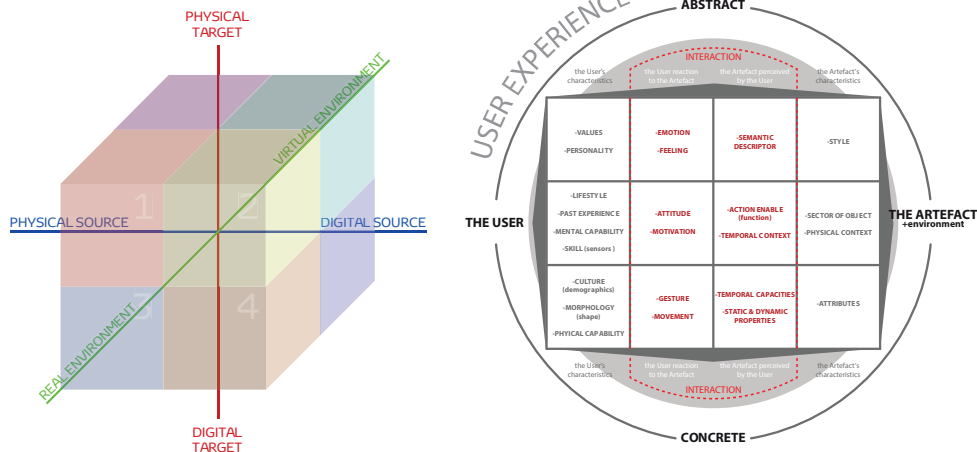 PHYSICAL
TARGET
VIRTUAL ENVIRONMENT
1
2
PHYSICAL SOURCE
DIGITAL SOURCE
3
4
REAL ENVIRONMENT
DIGITAL
TARGET
USER EXPERIENCE
ABSTRACT
INTERACTION
the User's
characteristics
the User reaction
to the Artefact
the Artefact perceived
by the User
the Artefact's
characteristics
-VALUES
-PERSONALITY
-EMOTION
-FEELING
-SEMANTIC
DESCRIPTOR
-STYLE
THE USER
-LIFESTYLE
-PAST EXPERIENCE
-MENTAL CAPABILITY
-SKILL (sensors )
-ATTITUDE
-MOTIVATION
-ACTION ENABLE
(function)
-TEMPORAL CONTEXT
-SECTOR OF OBJECT
-PHYSICAL CONTEXT
THE ARTEFACT
+environment
-CULTURE
(demographics)
-MORPHOLOGY
(shape)
-PHYICAL CAPABILITY
-GESTURE
-MOVEMENT
-TEMPORAL CAPACITIES
-STATIC & DYNAMIC
PROPERTIES
-ATTRIBUTES
the User's
characteristics
the User reaction
to the Artefact
the Artefact perceived
by the User
the Artefact's
characteristics
INTERACTION
CONCRETE